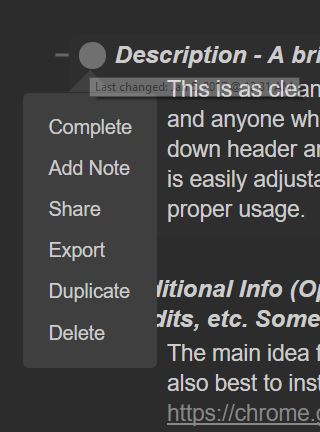 Description - A bri
Last changed:
This is as clean
and anyone wh
down header ar
is easily adjusta
proper usage.
Complete
Add Note
Share
Export
Duplicate
Delete
ditional Info (Op
dits, etc. Some
The main idea f
also best to inst
https://chrome.g